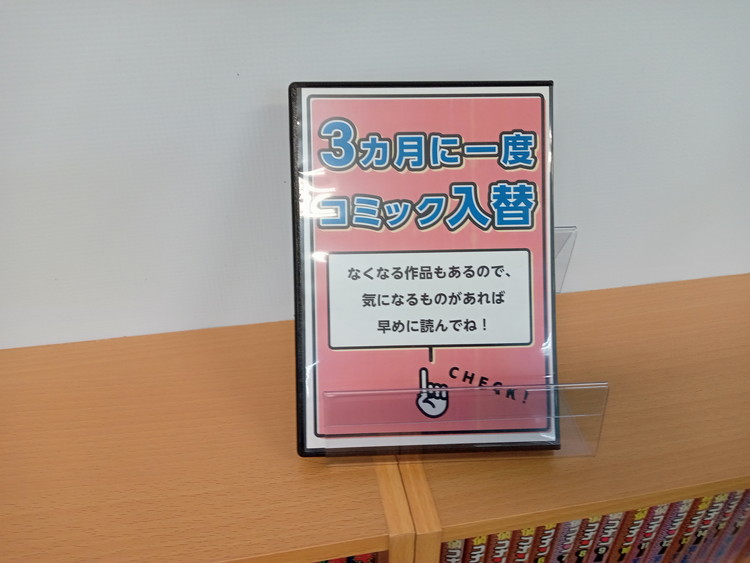 3カ月に一度
コミック入替
なくなる作品もあるので、
気になるものがあれば
早めに読んでね！
CHECK!